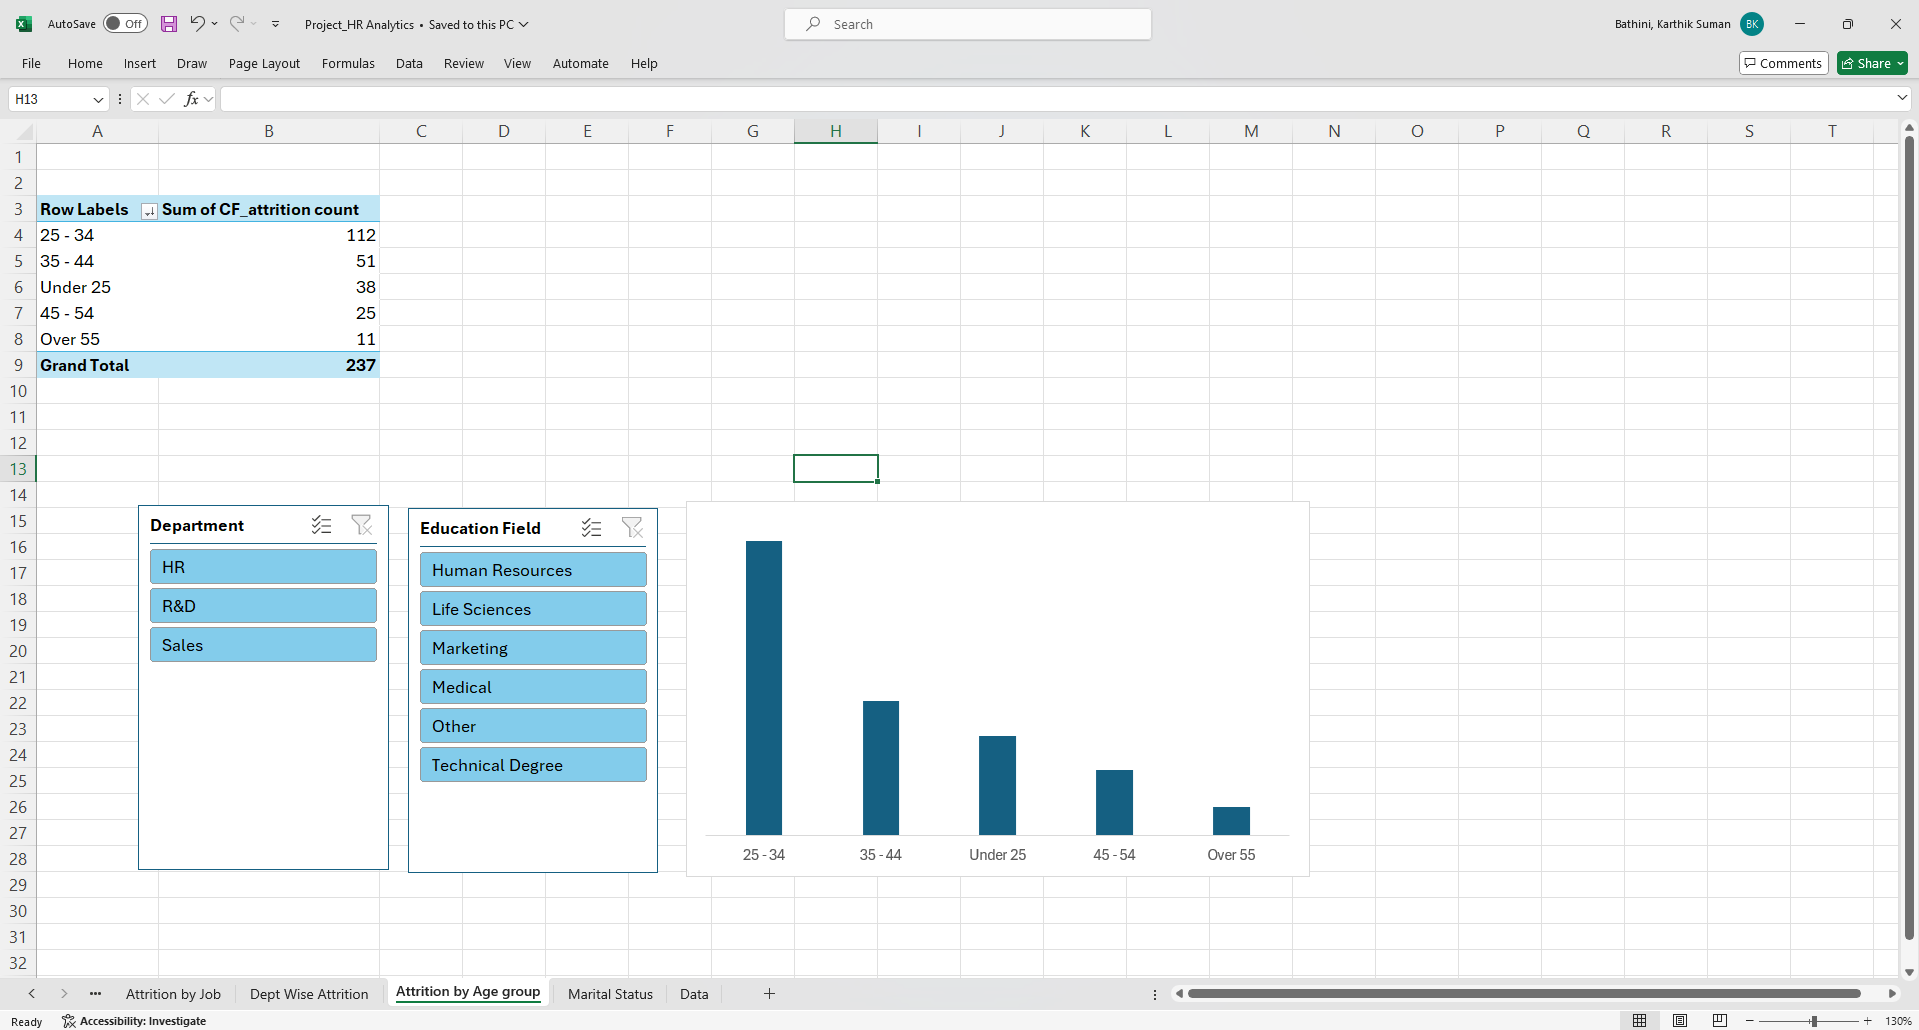 AutoSave Off Project_HR Analytics • Saved to this PC Search Bathini, Karthik Suman BK
File Home Insert Draw Page Layout Formulas Data Review View Automate Help Comments Share
H13 fx
A B C D E F G H I J K L M N O P Q R S T
1
2
3 Row Labels Sum of CF_attrition count
4 25 - 34 112
5 35 - 44 51
6 Under 25 38
7 45 - 54 25
8 Over 55 11
9 Grand Total 237
10
11
12
13
14
15
16
17
18
19
20
21
22
23
24
25
26
27
28
29
30
31
32
Department
HR
R&D
Sales
Education Field
Human Resources
Life Sciences
Marketing
Medical
Other
Technical Degree
25 - 34 35 - 44 Under 25 45 - 54 Over 55
Attrition by Job Dept Wise Attrition Attrition by Age group Marital Status Data
Ready Accessibility: Investigate 130%